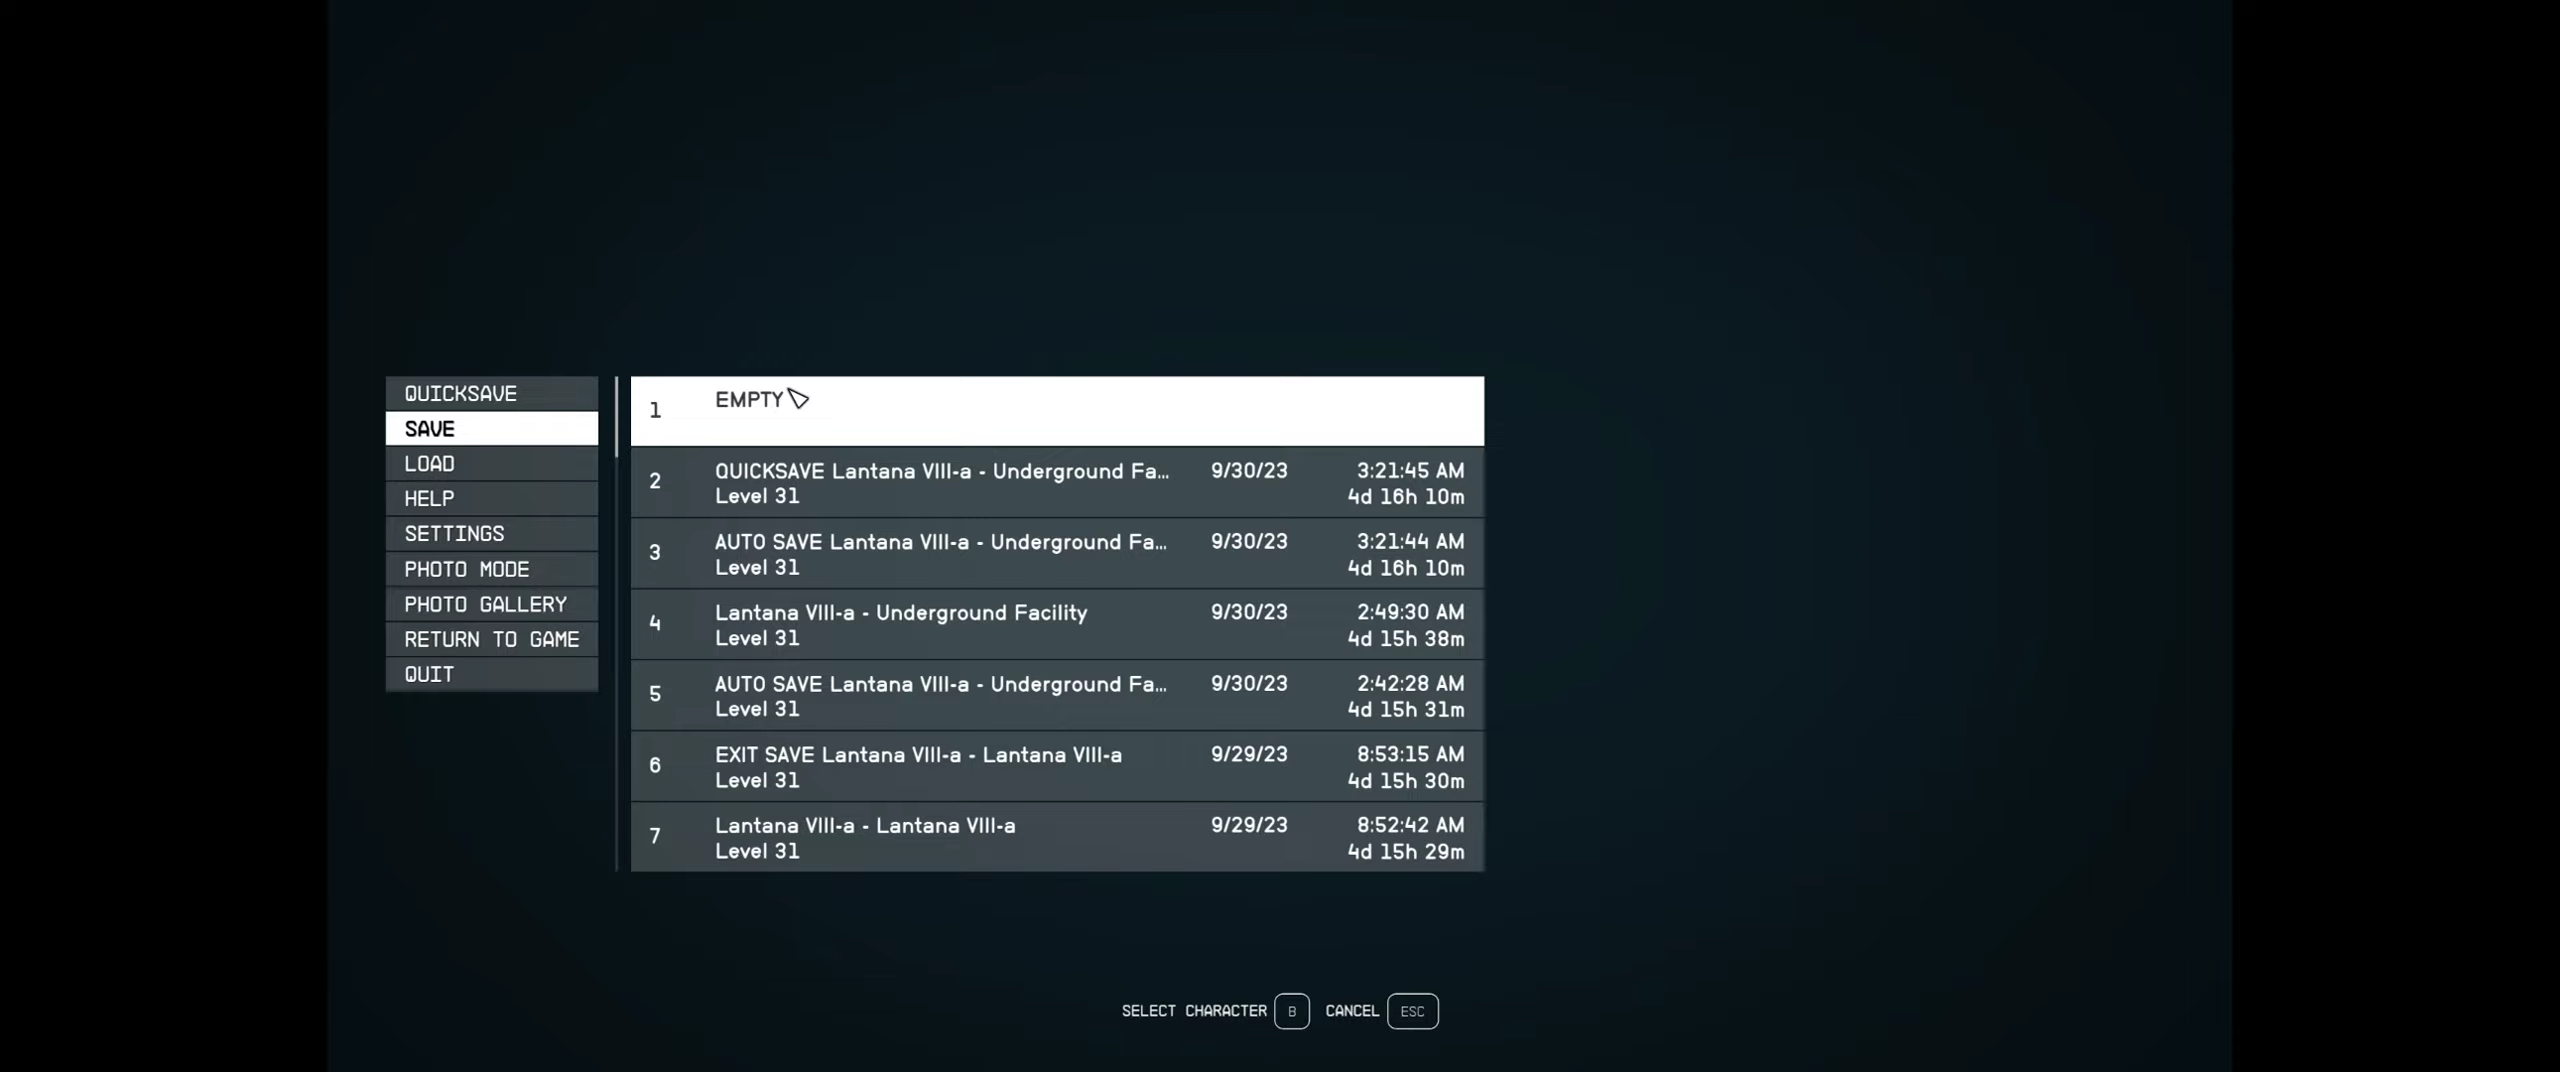 QUICKSAVE
SAVE
LOAD
HELP
SETTINGS
PHOTO MODE
PHOTO GALLERY
RETURN TO GAME
QUIT
1 EMPTY
2 QUICKSAVE Lantana VIII-a - Underground Fa... 9/30/23 3:21:45 AM
Level 31 4d 16h 10m
3 AUTO SAVE Lantana VIII-a - Underground Fa... 9/30/23 3:21:44 AM
Level 31 4d 16h 10m
4 Lantana VIII-a - Underground Facility 9/30/23 2:49:30 AM
Level 31 4d 15h 38m
5 AUTO SAVE Lantana VIII-a - Underground Fa... 9/30/23 2:42:28 AM
Level 31 4d 15h 31m
6 EXIT SAVE Lantana VIII-a - Lantana VIII-a 9/29/23 8:53:15 AM
Level 31 4d 15h 30m
7 Lantana VIII-a - Lantana VIII-a 9/29/23 8:52:42 AM
Level 31 4d 15h 29m
SELECT CHARACTER B CANCEL ESC